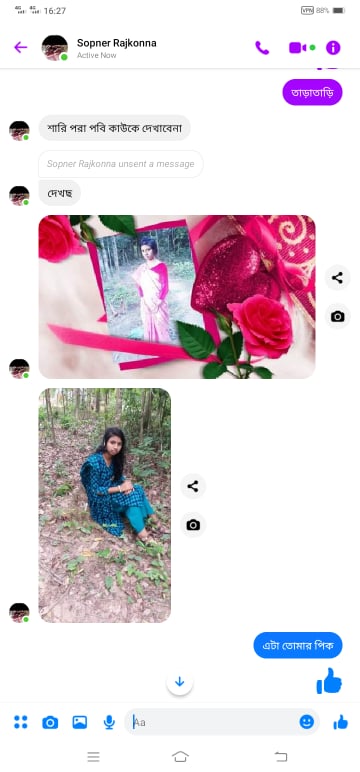 16:27
VPN 88%
Sopner Rajkonna
Active Now
তাড়াতাড়ি
শারি পরা পবি কাউকে দেখাবেনা
Sopner Rajkonna unsent a message
দেখছ
এটা তোমার পিক
Aa